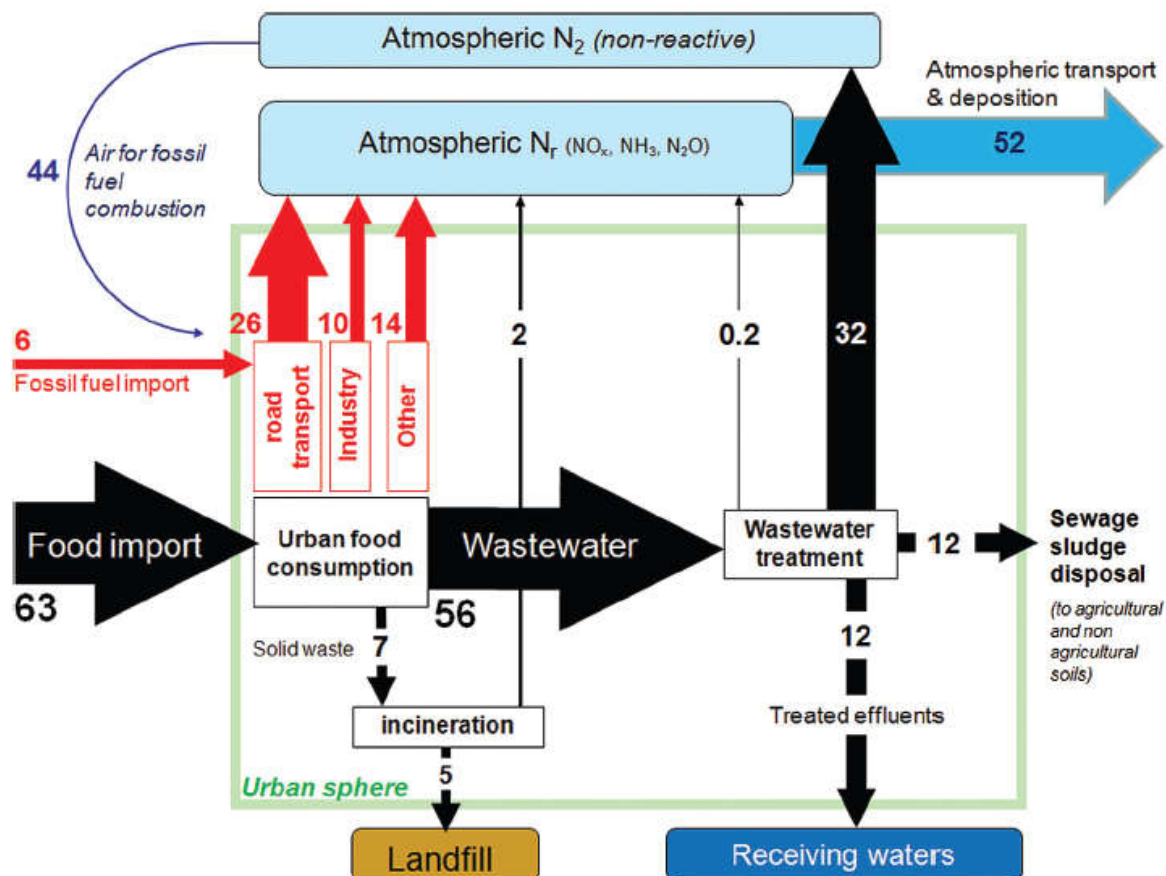 Atmospheric N₂ (non-reactive)
Atmospheric transport
& deposition
52
Atmospheric Nᵣ (NOₓ, NH₃, N₂O)
44
Air for fossil
fuel
combustion
26
10
14
2
0.2
32
6
Fossil fuel import
road
transport
Industry
Other
Food import
63
Urban food
consumption
Wastewater
56
Wastewater
treatment
12
Sewage
sludge
disposal
(to agricultural
and non
agricultural
soils)
Solid waste
7
12
Treated effluents
incineration
5
Urban sphere
Landfill
Receiving waters